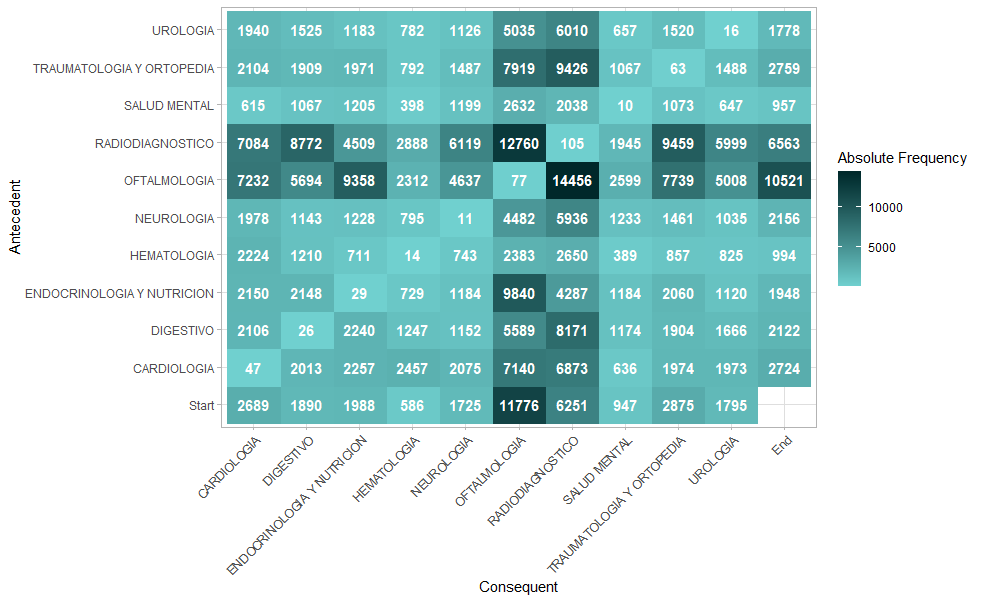 UROLOGIA 1940 1525 1183 782 1126 5035 6010 657 1520 16 1778
TRAUMATOLOGIA Y ORTOPEDIA 2104 1909 1971 792 1487 7919 9426 1067 63 1488 2759
SALUD MENTAL 615 1067 1205 398 1199 2632 2038 10 1073 647 957
RADIODIAGNOSTICO 7084 8772 4509 2888 6119 12760 105 1945 9459 5999 6563
OFTALMOLOGIA 7232 5694 9358 2312 4637 77 14456 2599 7739 5008 10521
NEUROLOGIA 1978 1143 1228 795 11 4482 5936 1233 1461 1035 2156
HEMATOLOGIA 2224 1210 711 14 743 2383 2650 389 857 825 994
ENDOCRINOLOGIA Y NUTRICION 2150 2148 29 729 1184 9840 4287 1184 2060 1120 1948
DIGESTIVO 2106 26 2240 1247 1152 5589 8171 1174 1904 1666 2122
CARDIOLOGIA 47 2013 2257 2457 2075 7140 6873 636 1974 1973 2724
Start 2689 1890 1988 586 1725 11776 6251 947 2875 1795
Antecedent
CARDIOLOGIA
DIGESTIVO
ENDOCRINOLOGIA Y NUTRICION
HEMATOLOGIA
NEUROLOGIA
OFTALMOLOGIA
RADIODIAGNOSTICO
SALUD MENTAL
TRAUMATOLOGIA Y ORTOPEDIA
UROLOGIA
End
Consequent
Absolute Frequency
10000
5000